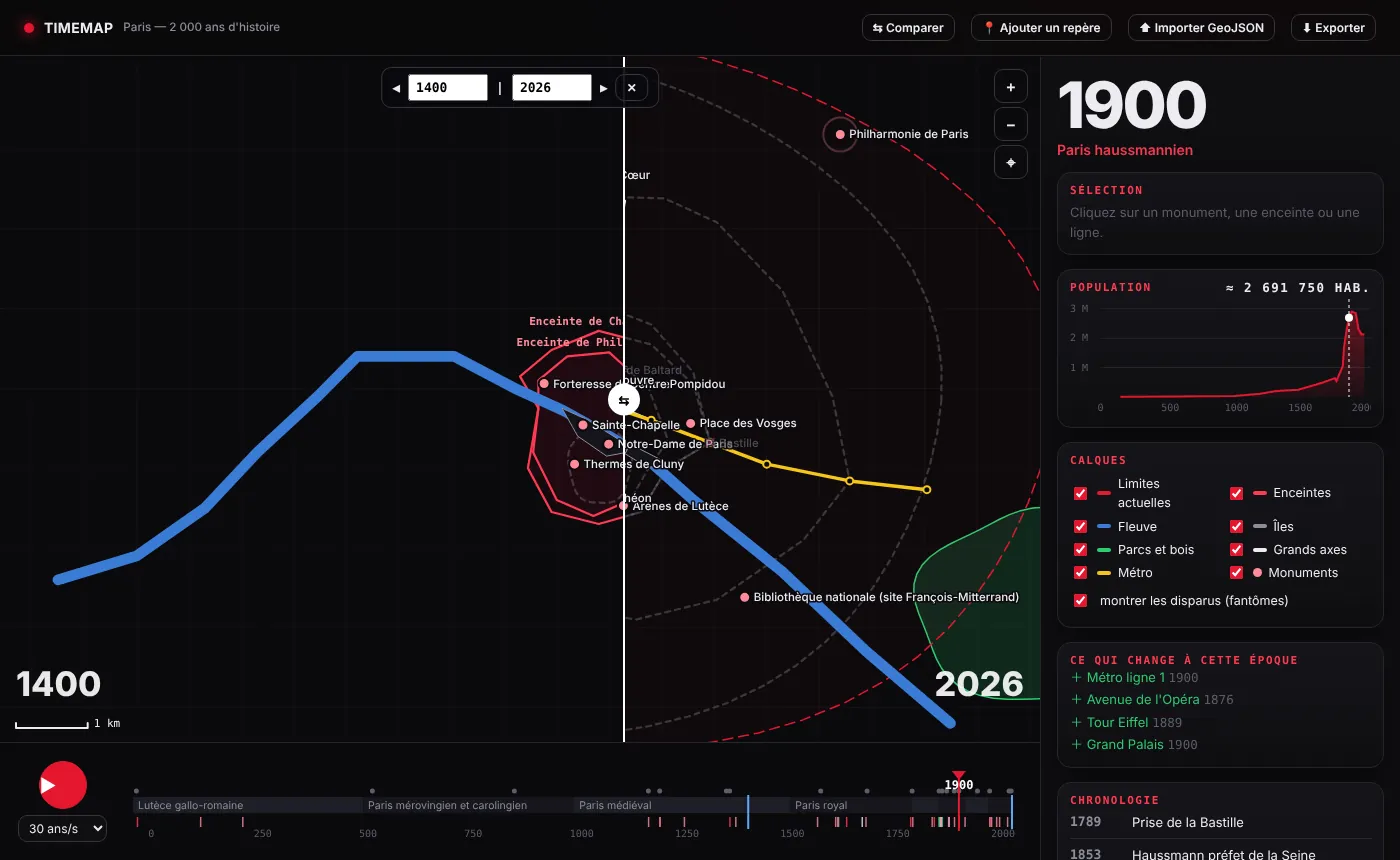 TIMEMAP Paris — 2 000 ans d'histoire
⇆ Comparer
📍 Ajouter un repère
⬆ Importer GeoJSON
⬇ Exporter
◀ 1400 | 2026 ▶ ✕
+
−
⌖
Philharmonie de Paris
Cœur
Enceinte de Ch
Enceinte de Phil
de Baltard
ouvre
Forteresse d
Pompidou
⇆
Sainte-Chapelle
Place des Vosges
Notre-Dame de Paris
Bastille
Thermes de Cluny
héon
Arènes de Lutèce
Bibliothèque nationale (site François-Mitterrand)
1400
2026
1 km
1900
Paris haussmannien
SÉLECTION
Cliquez sur un monument, une enceinte ou une
ligne.
POPULATION
≈ 2 691 750 HAB.
3 M
2 M
1 M
0 500 1000 1500 200
CALQUES
Limites
actuelles
Enceintes
Fleuve
Îles
Parcs et bois
Grands axes
Métro
Monuments
montrer les disparus (fantômes)
CE QUI CHANGE À CETTE ÉPOQUE
+ Métro ligne 1 1900
+ Avenue de l'Opéra 1876
+ Tour Eiffel 1889
+ Grand Palais 1900
CHRONOLOGIE
1789 Prise de la Bastille
1853 Haussmann préfet de la Seine
30 ans/s
1900
Lutèce gallo-romaine
Paris mérovingien et carolingien
Paris médiéval
Paris royal
0 250 500 750 1000 1250 1500 1750 2000